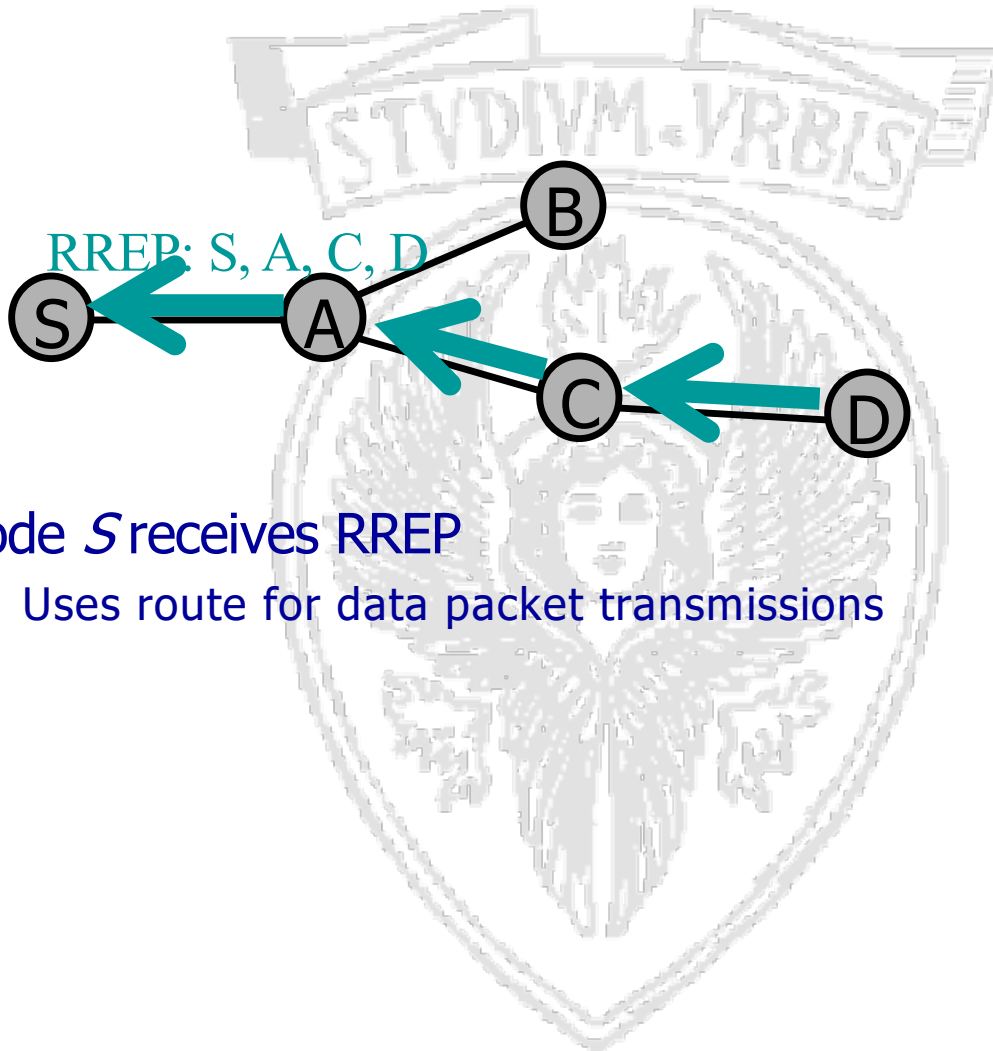 STVDIVM·VRBIS
B
RREP: S, A, C, D
S
A
C
D
ode S receives RREP
Uses route for data packet transmissions